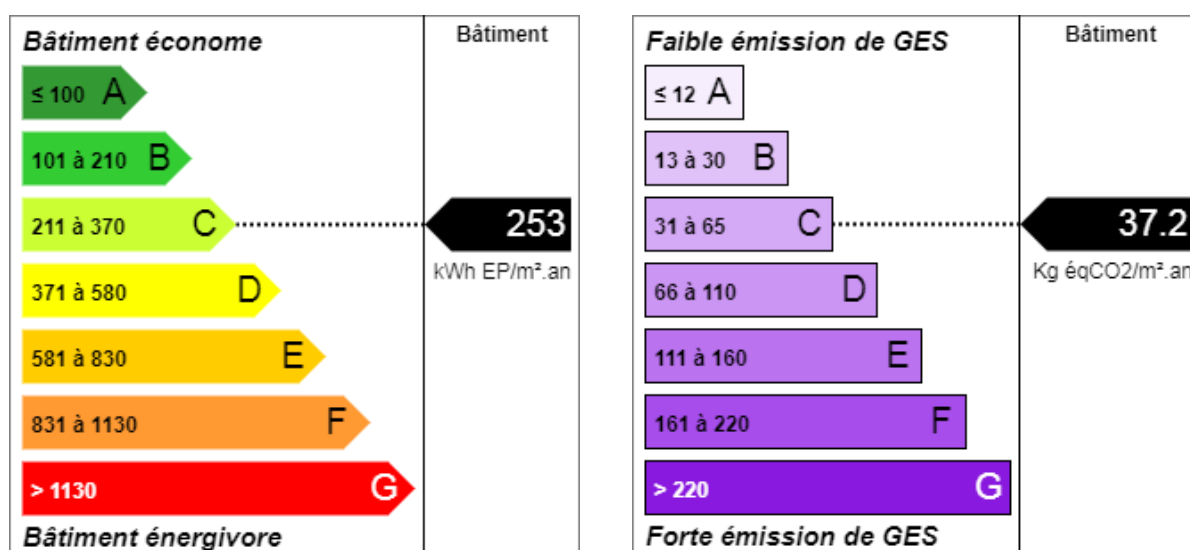 Bâtiment économe
Bâtiment
≤ 100 A
101 à 210 B
211 à 370 C
253
kWh EP/m².an
371 à 580 D
581 à 830 E
831 à 1130 F
> 1130 G
Bâtiment énergivore
Faible émission de GES
Bâtiment
≤ 12 A
13 à 30 B
31 à 65 C
37.2
Kg éqCO2/m².an
66 à 110 D
111 à 160 E
161 à 220 F
> 220 G
Forte émission de GES